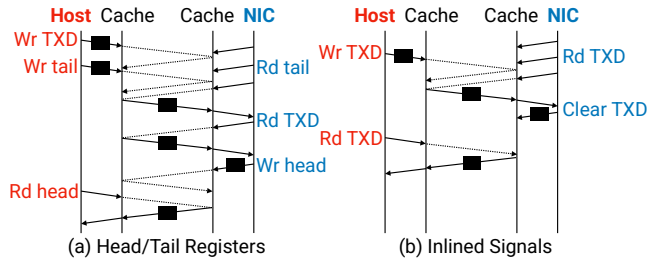 Host Cache Cache NIC
Wr TXD
Wr tail
Rd tail
Rd TXD
Wr head
Rd head
(a) Head/Tail Registers
Host Cache Cache NIC
Wr TXD
Rd TXD
Clear TXD
Rd TXD
(b) Inlined Signals